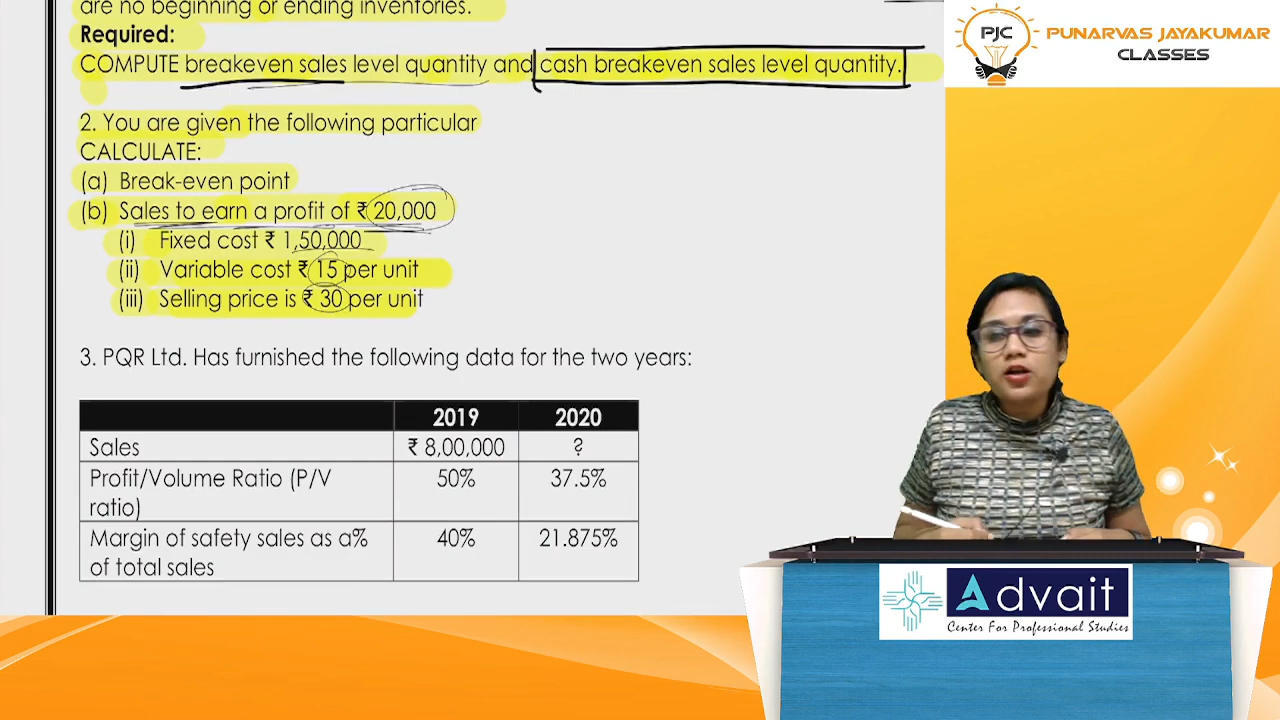 are no beginning or ending inventories.
Required:
COMPUTE breakeven sales level quantity and cash breakeven sales level quantity.
2. You are given the following particular
CALCULATE:
(a) Break-even point
(b) Sales to earn a profit of ₹ 20,000
(i) Fixed cost ₹ 1,50,000
(ii) Variable cost ₹ 15 per unit
(iii) Selling price is ₹ 30 per unit
3. PQR Ltd. Has furnished the following data for the two years:
2019 2020
Sales ₹ 8,00,000 ?
Profit/Volume Ratio (P/V 50% 37.5%
ratio)
Margin of safety sales as a% 40% 21.875%
of total sales
PJC PUNARVAS JAYAKUMAR
CLASSES
Advait
Center For Professional Studies